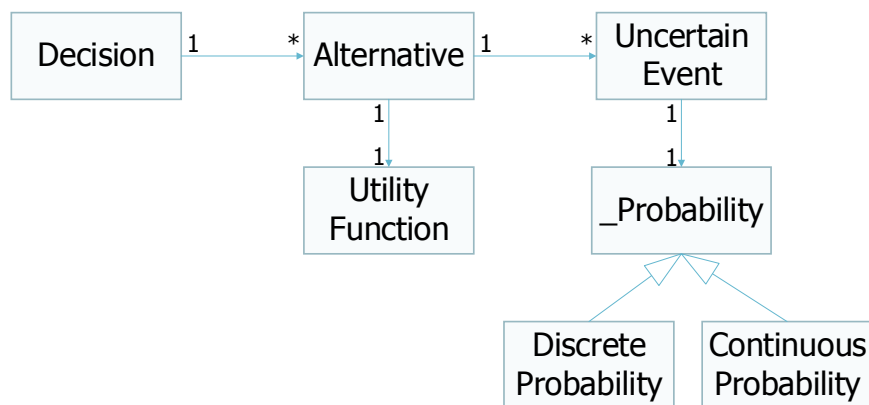 Decision
1
*
Alternative
1
*
Uncertain
Event
1
1
1
1
Utility
Function
_Probability
Discrete
Probability
Continuous
Probability